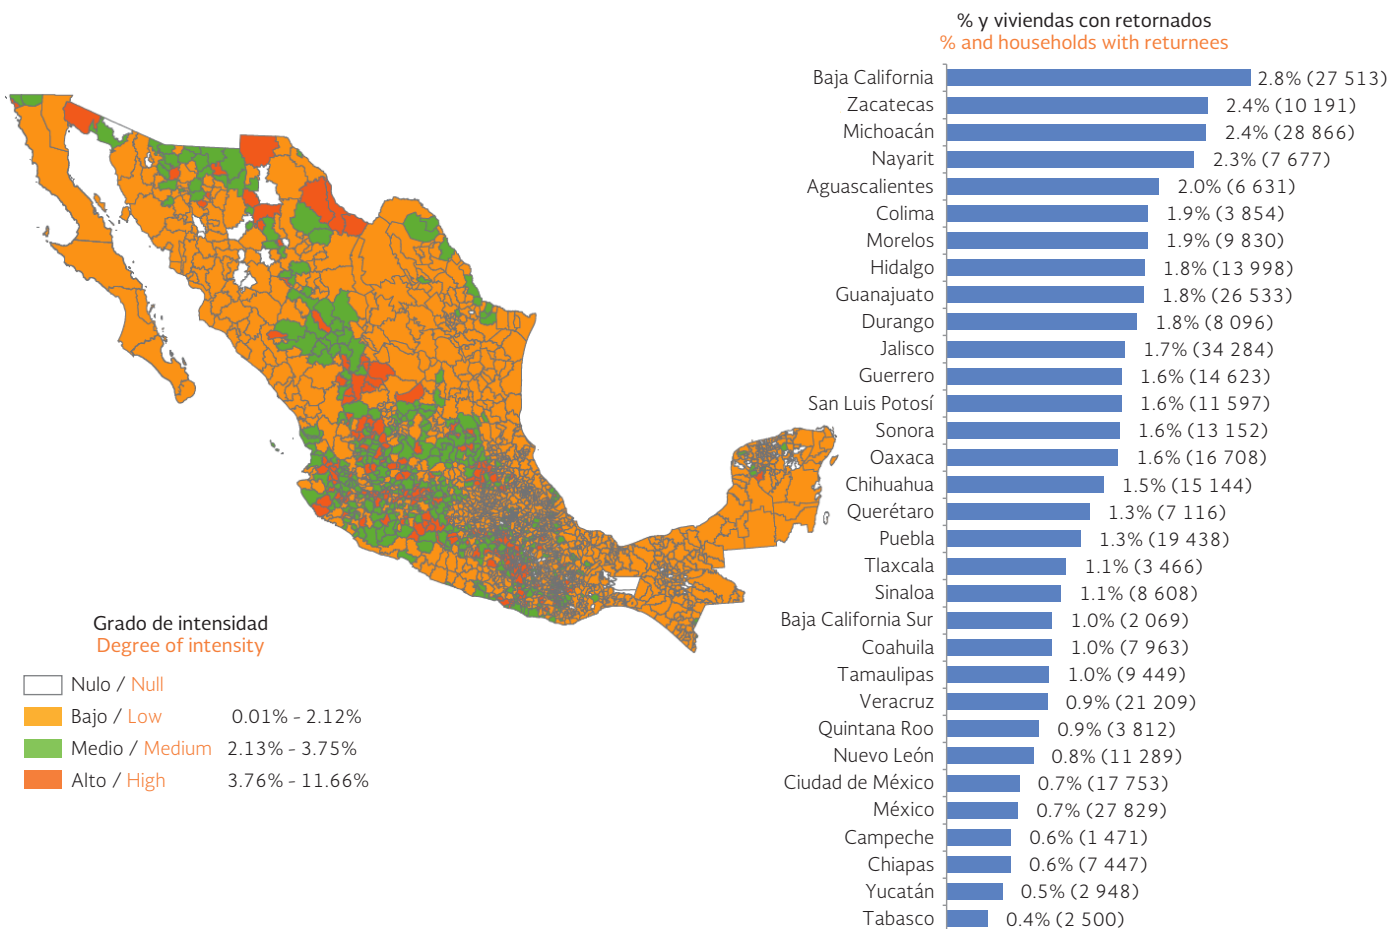 % y viviendas con retornados
% and households with returnees
Baja California 2.8% (27 513)
Zacatecas 2.4% (10 191)
Michoacán 2.4% (28 866)
Nayarit 2.3% (7 677)
Aguascalientes 2.0% (6 631)
Colima 1.9% (3 854)
Morelos 1.9% (9 830)
Hidalgo 1.8% (13 998)
Guanajuato 1.8% (26 533)
Durango 1.8% (8 096)
Jalisco 1.7% (34 284)
Guerrero 1.6% (14 623)
San Luis Potosí 1.6% (11 597)
Sonora 1.6% (13 152)
Oaxaca 1.6% (16 708)
Chihuahua 1.5% (15 144)
Querétaro 1.3% (7 116)
Puebla 1.3% (19 438)
Tlaxcala 1.1% (3 466)
Sinaloa 1.1% (8 608)
Baja California Sur 1.0% (2 069)
Coahuila 1.0% (7 963)
Tamaulipas 1.0% (9 449)
Veracruz 0.9% (21 209)
Quintana Roo 0.9% (3 812)
Nuevo León 0.8% (11 289)
Ciudad de México 0.7% (17 753)
México 0.7% (27 829)
Campeche 0.6% (1 471)
Chiapas 0.6% (7 447)
Yucatán 0.5% (2 948)
Tabasco 0.4% (2 500)
Grado de intensidad
Degree of intensity
Nulo / Null
Bajo / Low 0.01% - 2.12%
Medio / Medium 2.13% - 3.75%
Alto / High 3.76% - 11.66%